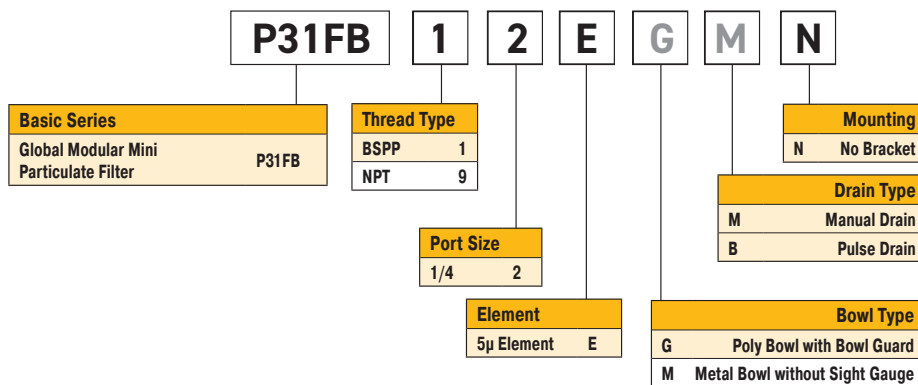 P31FB 1 2 E G M N
Basic Series
Global Modular Mini
Particulate Filter P31FB
Thread Type
BSPP 1
NPT 9
Mounting
N No Bracket
Drain Type
M Manual Drain
B Pulse Drain
Port Size
1/4 2
Element
5µ Element E
Bowl Type
G Poly Bowl with Bowl Guard
M Metal Bowl without Sight Gauge